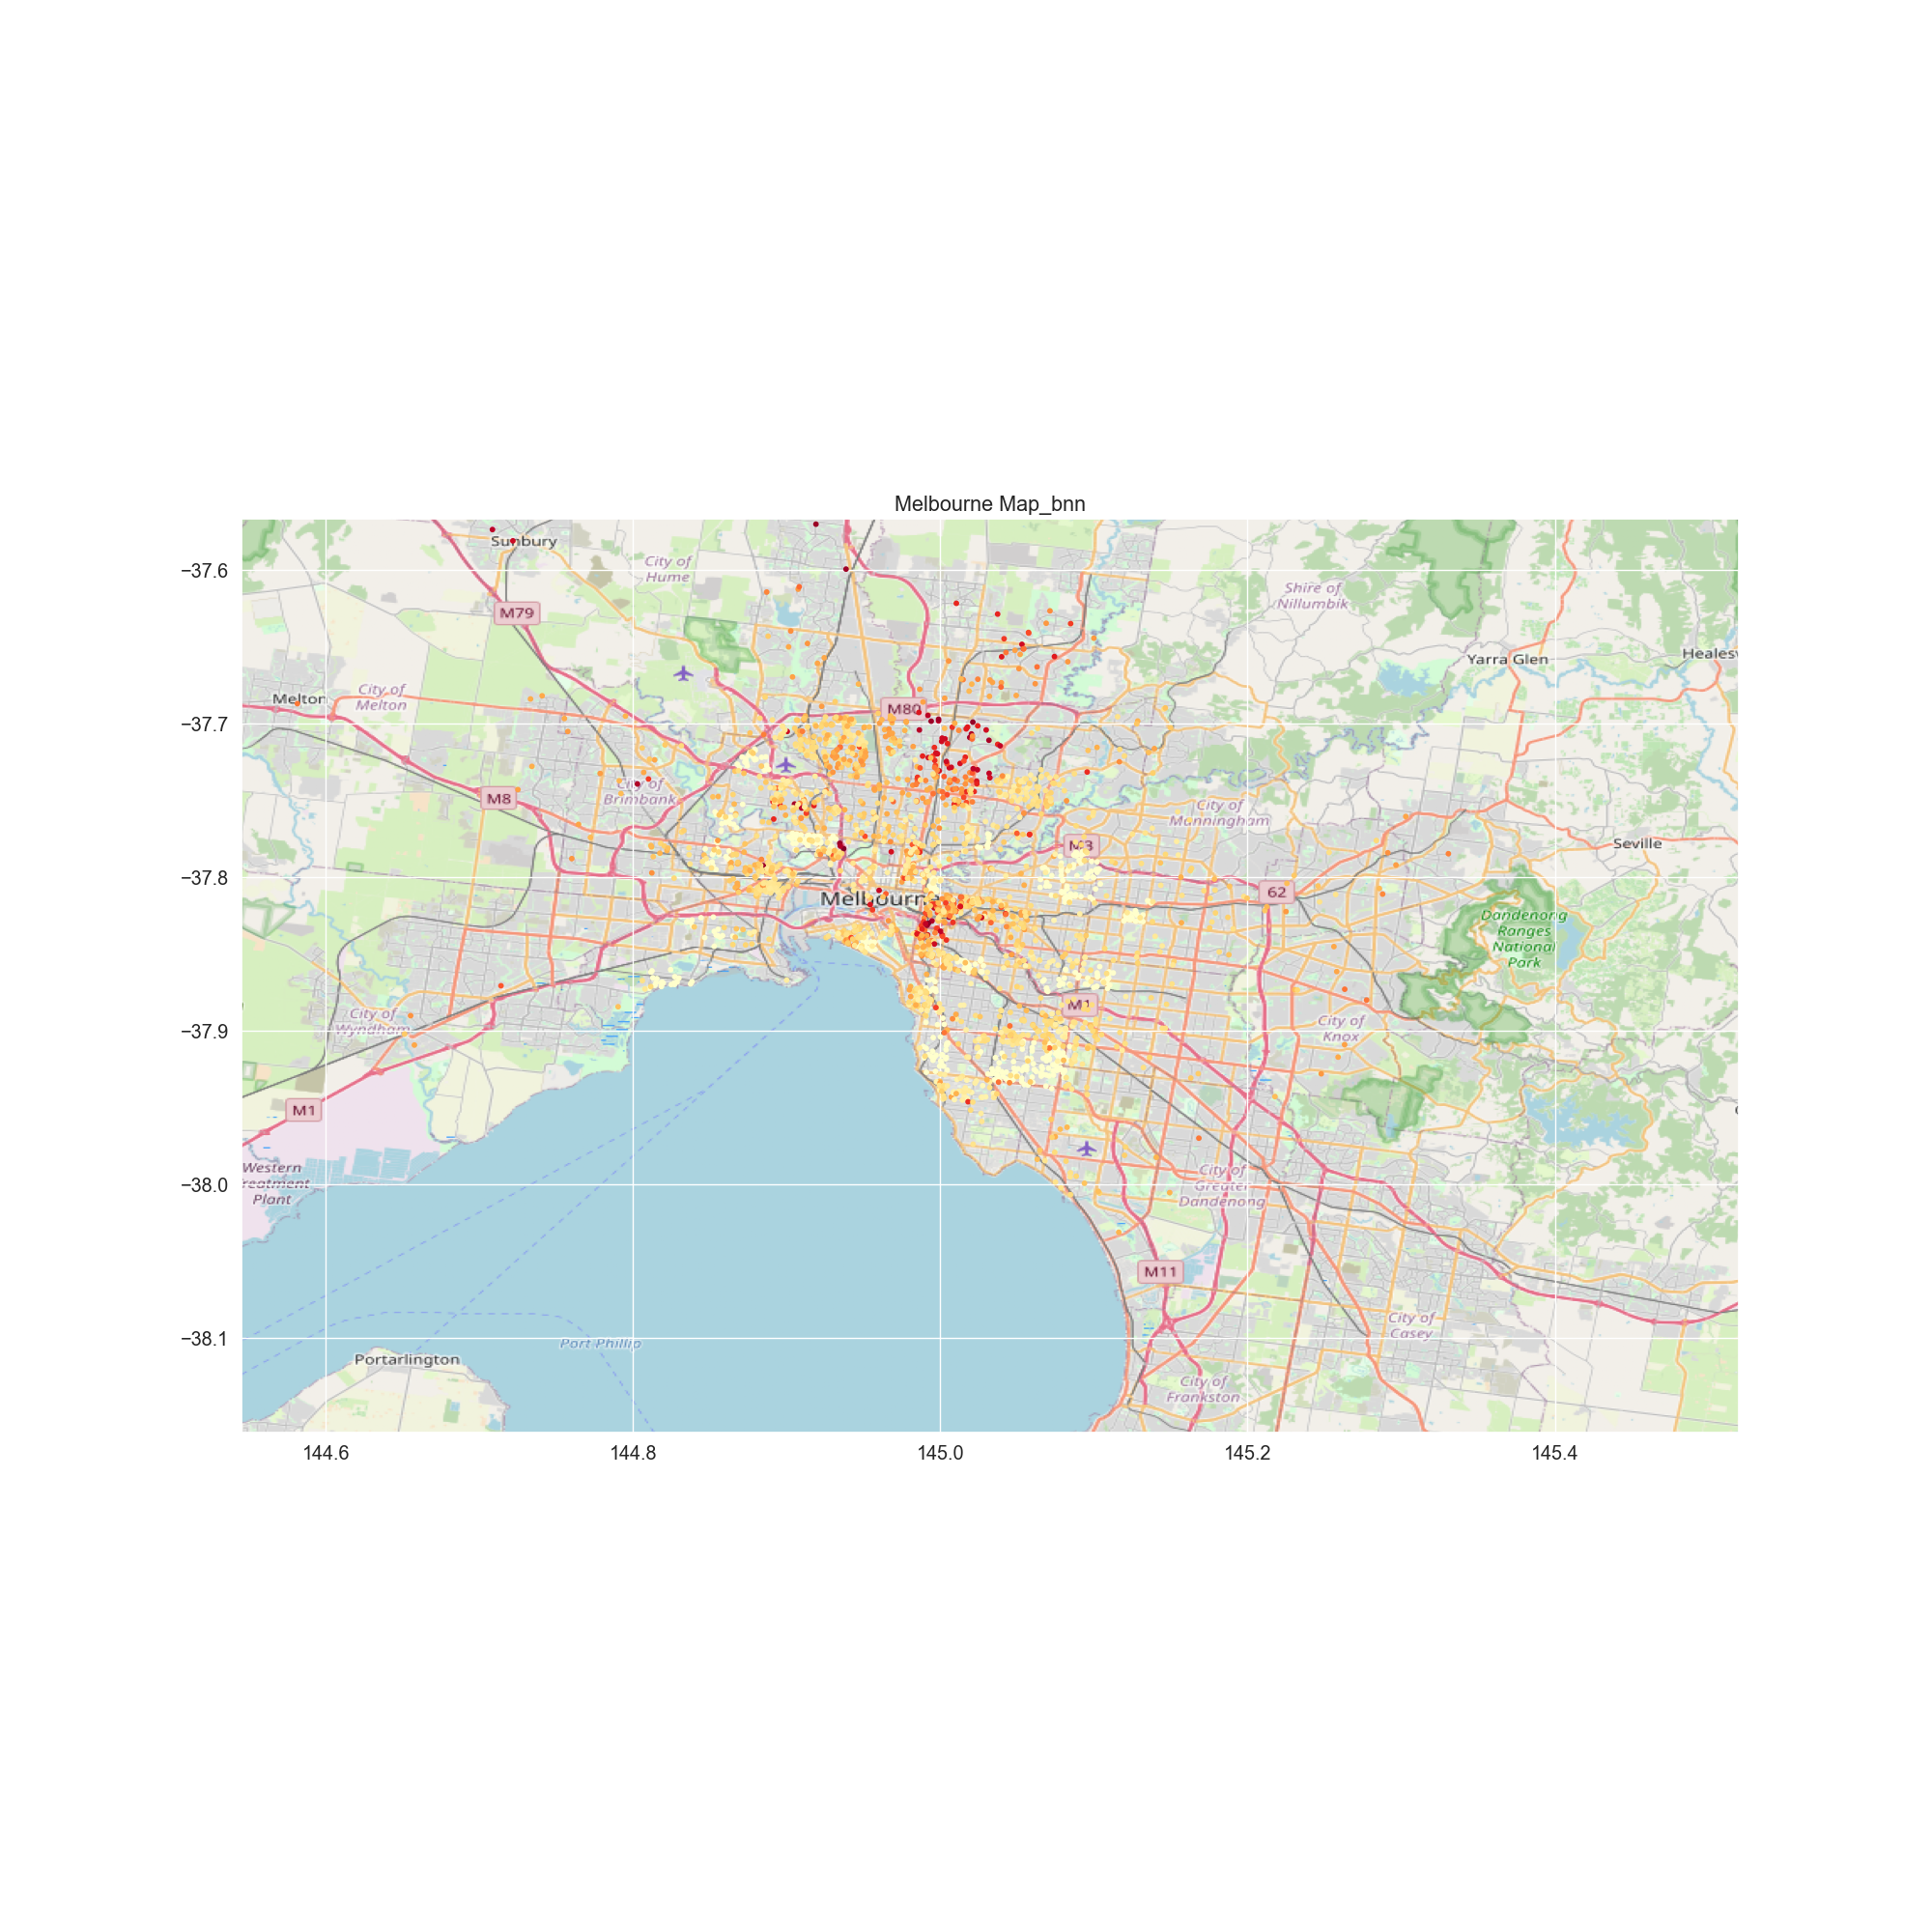 Melbourne Map_bnn
Sunbury
City of
Hume
−37.6
Shire of
Nillumbik
M79
Yarra Glen
Healesv
City of
Melton
Melton
M80
−37.7
City of
Brimbank
M8
City of
Manningham
M3
Seville
−37.8
62
Melbourne
Dandenong
Ranges
National
Park
M1
City of
Wyndham
−37.9
City of
Knox
M1
Western
reatment
Plant
−38.0
City of
Greater
Dandenong
M11
City of
Casey
−38.1
Port Phillip
Portarlington
City of
Frankston
144.6 144.8 145.0 145.2 145.4